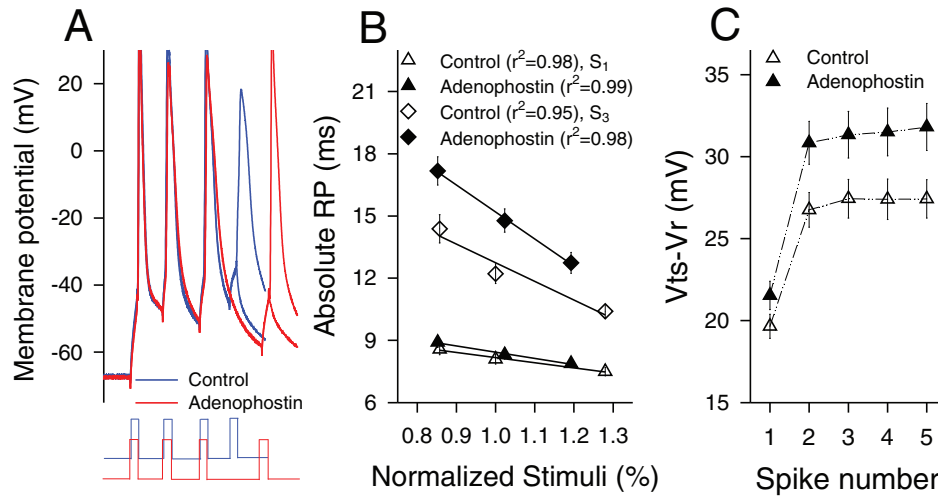 A
Membrane potential (mV)
20
0
-20
-40
-60
Control
Adenophostin
B
Control (r²=0.98), S₁
Adenophostin (r²=0.99)
Control (r²=0.95), S₃
Adenophostin (r²=0.98)
Absolute RP (ms)
21
18
15
12
9
6
0.8 0.9 1.0 1.1 1.2 1.3
Normalized Stimuli (%)
C
Control
Adenophostin
Vts-Vr (mV)
35
31
27
23
20
15
1 2 3 4 5
Spike number